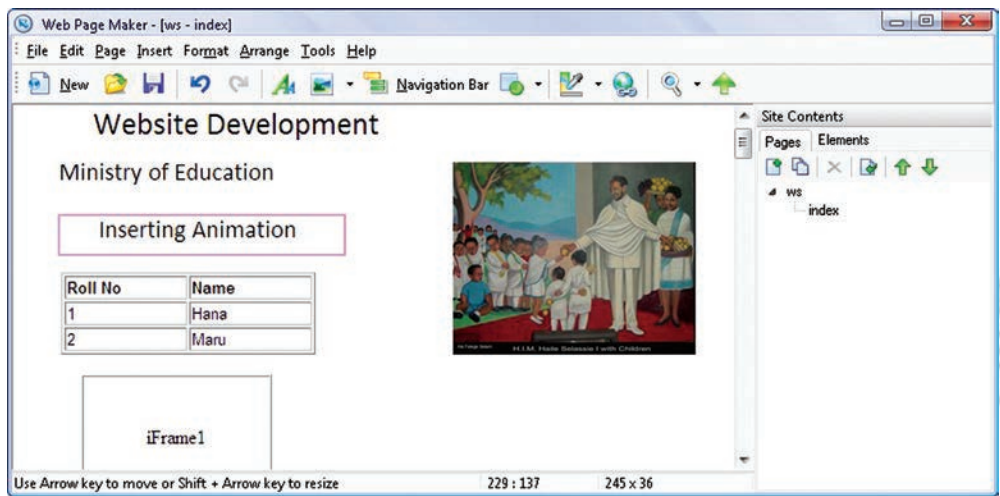 Web Page Maker - [ws - index]
File Edit Page Insert Format Arrange Tools Help
New Navigation Bar
Website Development
Ministry of Education
Inserting Animation
Roll No Name
1 Hana
2 Maru
H.I.M. Haile Selassie I with Children
iFrame1
Site Contents
Pages Elements
ws
index
Use Arrow key to move or Shift + Arrow key to resize 229 : 137 245 x 36